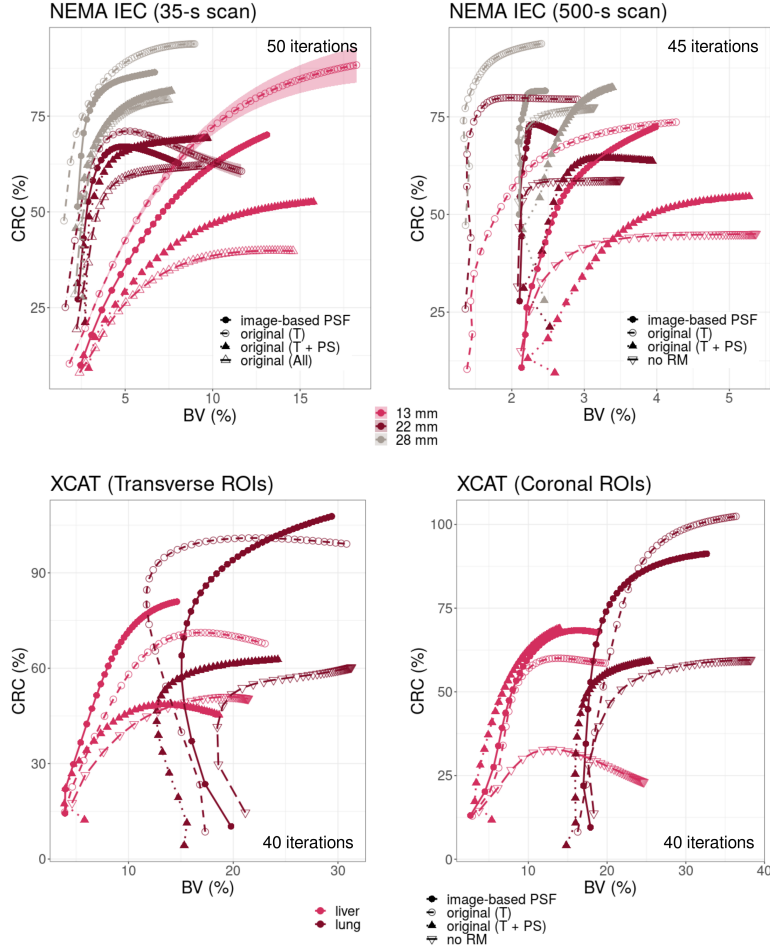 NEMA IEC (35-s scan)
50 iterations
CRC (%)
75
50
25
5
10
15
BV (%)
image-based PSF
original (T)
original (T + PS)
original (All)
NEMA IEC (500-s scan)
45 iterations
CRC (%)
75
50
25
2
3
4
5
BV (%)
image-based PSF
original (T)
original (T + PS)
no RM
13 mm
22 mm
28 mm
XCAT (Transverse ROIs)
CRC (%)
90
60
30
0
10
20
30
BV (%)
40 iterations
liver
lung
XCAT (Coronal ROIs)
CRC (%)
100
75
50
25
0
10
20
30
40
BV (%)
40 iterations
image-based PSF
original (T)
original (T + PS)
no RM